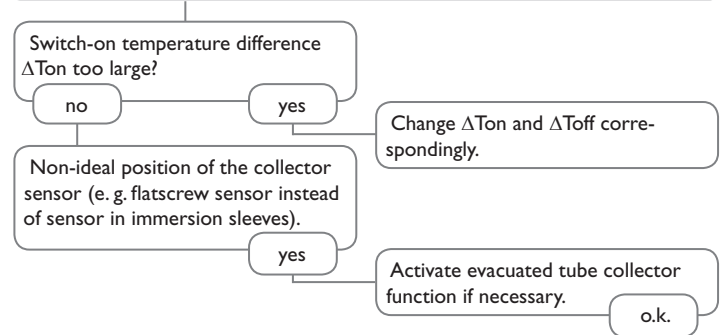 Switch-on temperature difference
ΔTon too large?
no
yes
Change ΔTon and ΔToff corre-
spondingly.
Non-ideal position of the collector
sensor (e. g. flatscrew sensor instead
of sensor in immersion sleeves).
yes
Activate evacuated tube collector
function if necessary.
o.k.